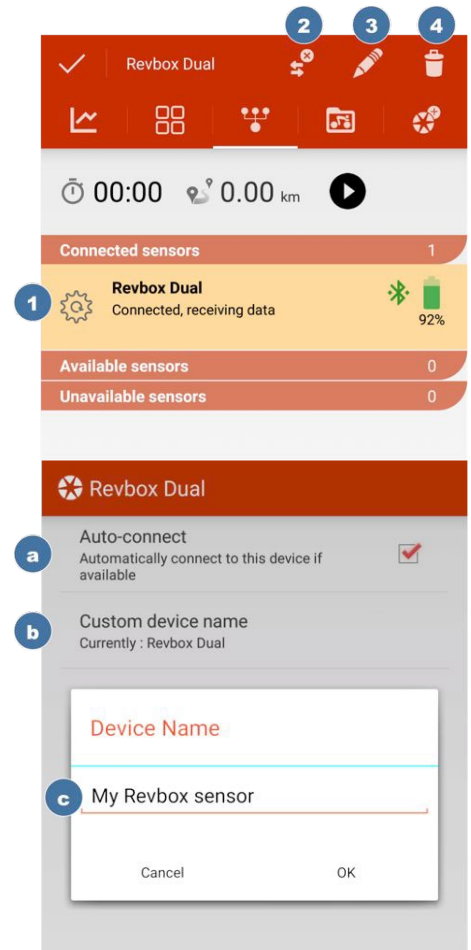 2 3 4
Revbox Dual
00:00 0.00 km
Connected sensors 1
1
Revbox Dual
Connected, receiving data
92%
Available sensors 0
Unavailable sensors 0
Revbox Dual
a
Auto-connect
Automatically connect to this device if
available
b
Custom device name
Currently : Revbox Dual
Device Name
c
My Revbox sensor
Cancel OK